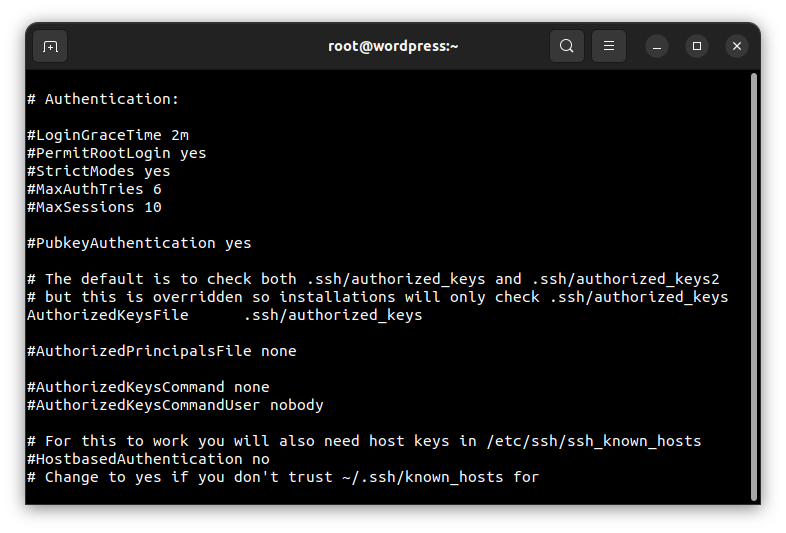 root@wordpress:~
# Authentication:
#LoginGraceTime 2m
#PermitRootLogin yes
#StrictModes yes
#MaxAuthTries 6
#MaxSessions 10
#PubkeyAuthentication yes
# The default is to check both .ssh/authorized_keys and .ssh/authorized_keys2
# but this is overridden so installations will only check .ssh/authorized_keys
AuthorizedKeysFile      .ssh/authorized_keys
#AuthorizedPrincipalsFile none
#AuthorizedKeysCommand none
#AuthorizedKeysCommandUser nobody
# For this to work you will also need host keys in /etc/ssh/ssh_known_hosts
#HostbasedAuthentication no
# Change to yes if you don't trust ~/.ssh/known_hosts for